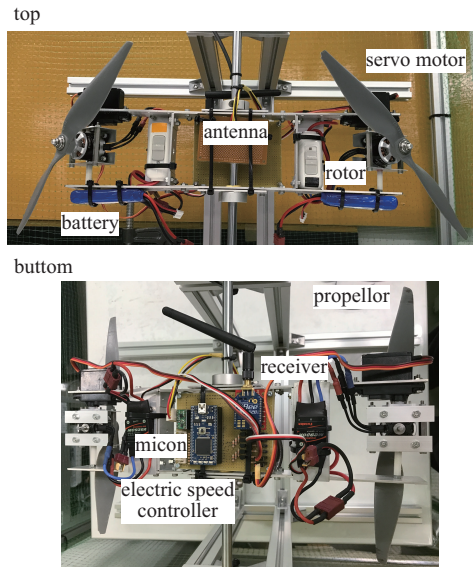 top
servo motor
antenna
rotor
battery
buttom
propellor
receiver
micon
electric speed
controller